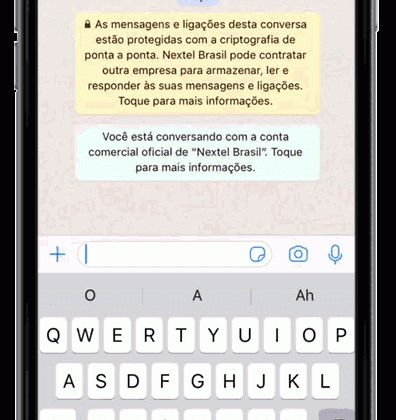 As mensagens e ligações desta conversa
estão protegidas com a criptografia de
ponta a ponta. Nextel Brasil pode contratar
outra empresa para armazenar, ler e
responder às suas mensagens e ligações.
Toque para mais informações.
Você está conversando com a conta
comercial oficial de "Nextel Brasil". Toque
para mais informações.
O A Ah
Q W E R T Y U I O P
A S D F G H J K L